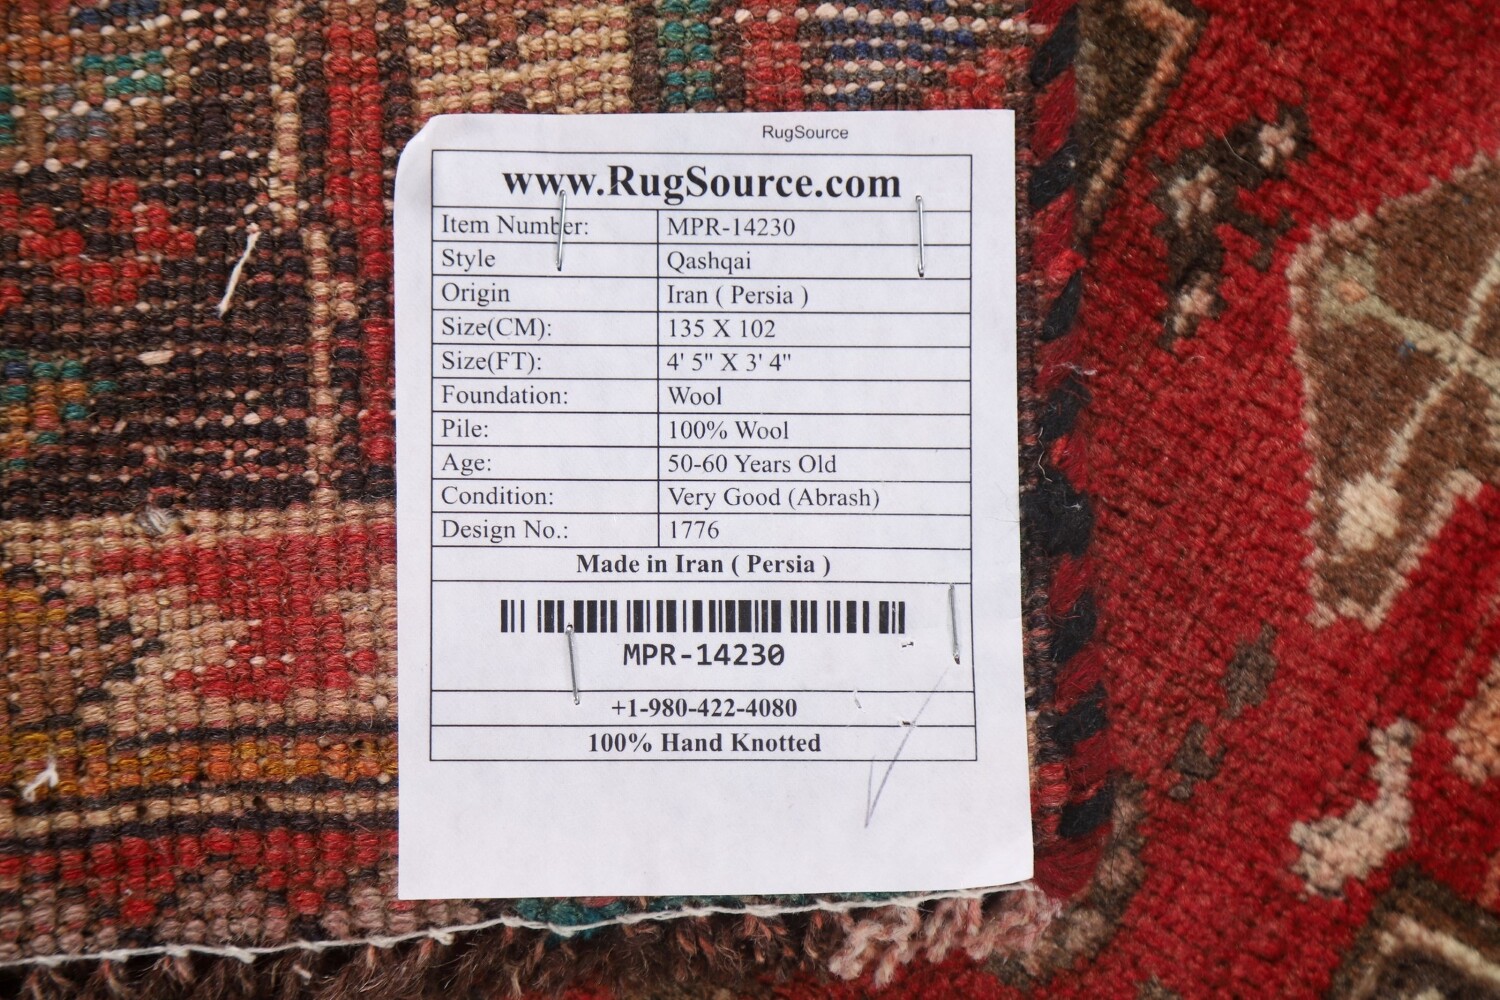 RugSource
www.RugSource.com
Item Number: MPR-14230
Style Qashqai
Origin Iran ( Persia )
Size(CM): 135 X 102
Size(FT): 4' 5" X 3' 4"
Foundation: Wool
Pile: 100% Wool
Age: 50-60 Years Old
Condition: Very Good (Abrash)
Design No.: 1776
Made in Iran ( Persia )
MPR-14230
+1-980-422-4080
100% Hand Knotted